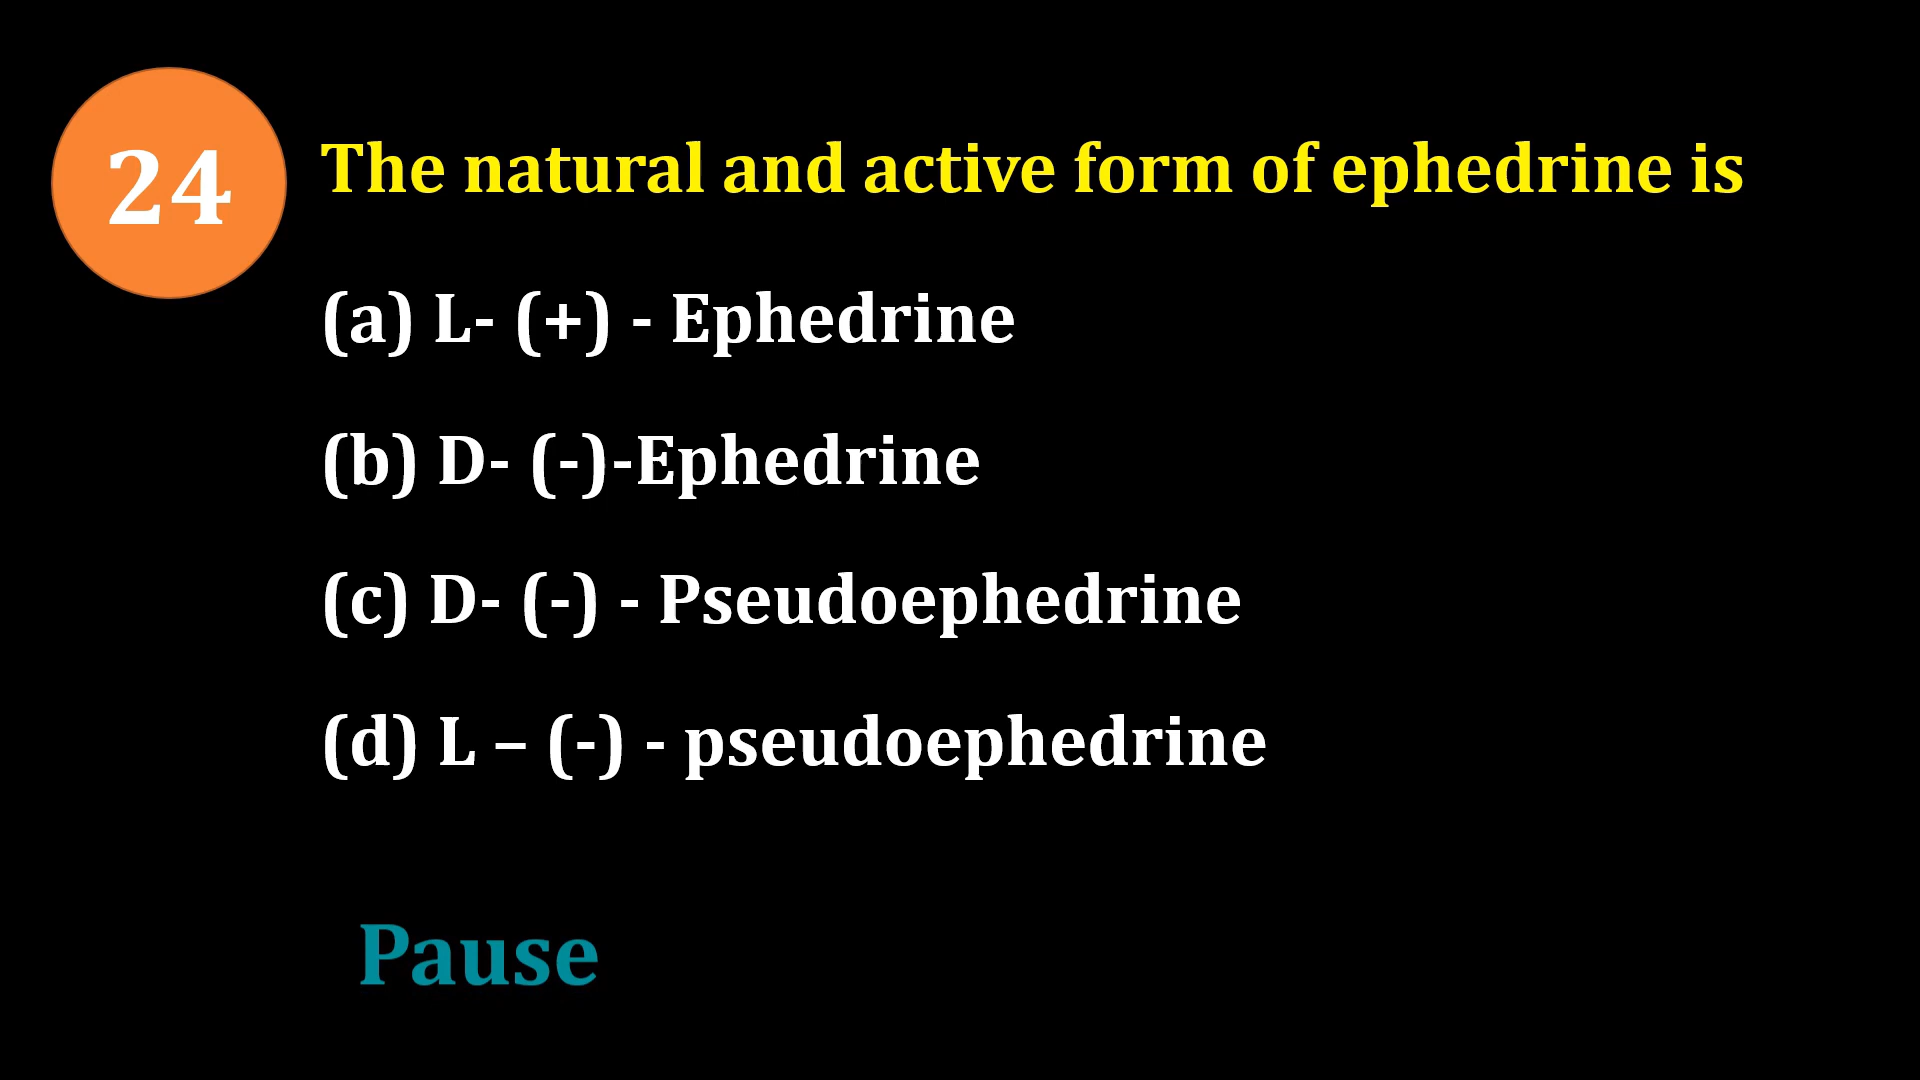 24
The natural and active form of ephedrine is
(a) L- (+) - Ephedrine
(b) D- (-)-Ephedrine
(c) D- (-) - Pseudoephedrine
(d) L – (-) - pseudoephedrine
Pause